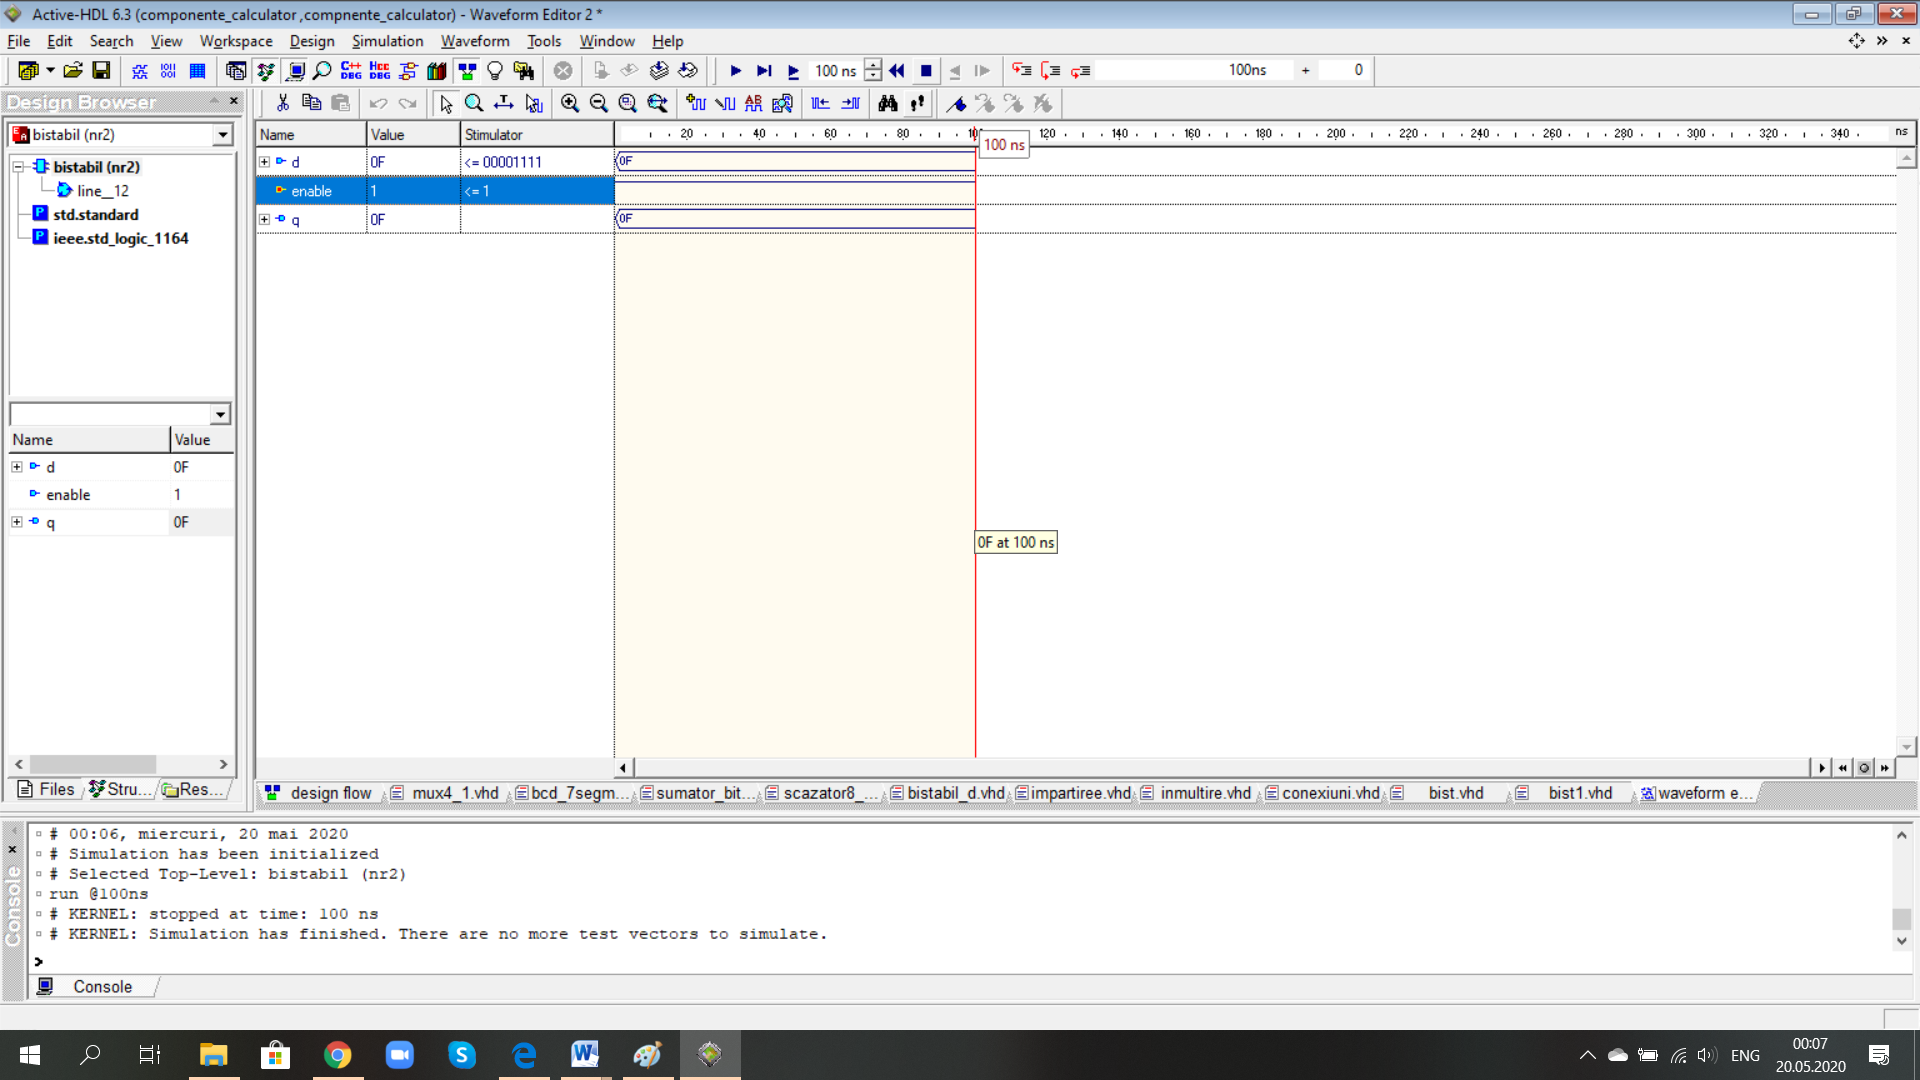 Active-HDL 6.3 (componente_calculator ,compnente_calculator) - Waveform Editor 2 *
File Edit Search View Workspace Design Simulation Waveform Tools Window Help
C++ DBG HCC DBG 100 ns 100ns + 0
Design Browser
bistabil (nr2)
bistabil (nr2)
line__12
std.standard
ieee.std_logic_1164
Name Value
d 0F
enable 1
q 0F
Files Stru... Res...
Name Value Stimulator 20 40 60 80 100 120 140 160 180 200 220 240 260 280 300 320 340 ns
100 ns
d 0F <= 00001111 0F
enable 1 <= 1
q 0F 0F
0F at 100 ns
design flow mux4_1.vhd bcd_7segm... sumator_bit... scazator8_... bistabil_d.vhd impartiree.vhd inmultire.vhd conexiuni.vhd bist.vhd bist1.vhd waveform e...
# 00:06, miercuri, 20 mai 2020
# Simulation has been initialized
# Selected Top-Level: bistabil (nr2)
run @100ns
# KERNEL: stopped at time: 100 ns
# KERNEL: Simulation has finished. There are no more test vectors to simulate.
>
Console
Console
ENG 00:07
20.05.2020